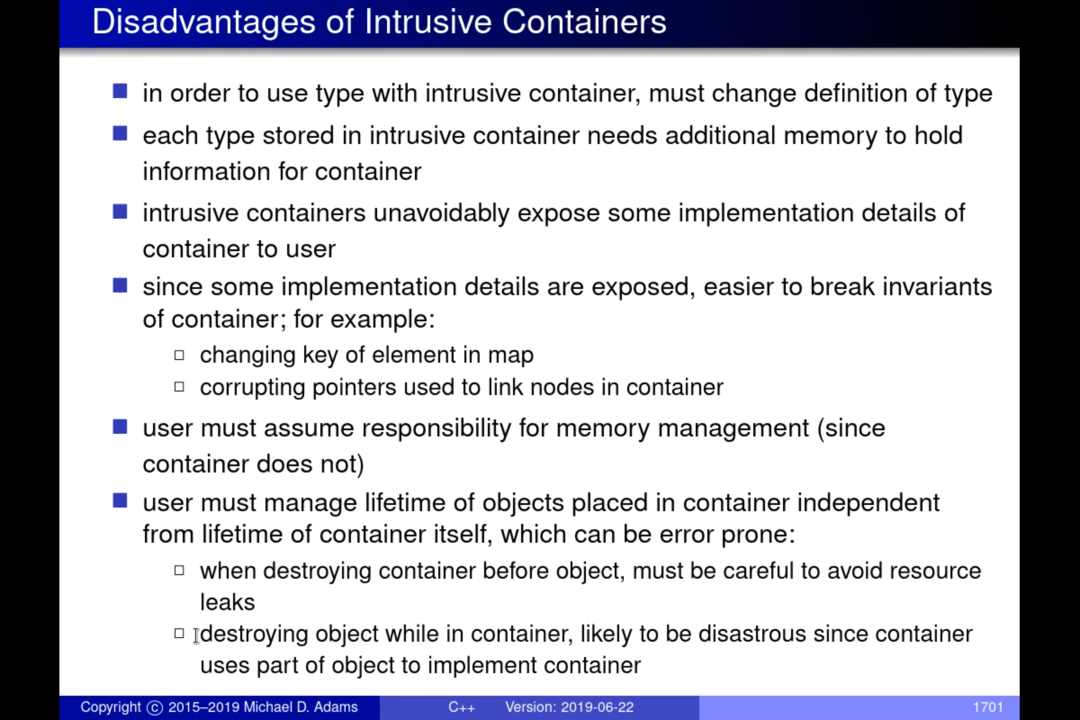 Disadvantages of Intrusive Containers
in order to use type with intrusive container, must change definition of type
each type stored in intrusive container needs additional memory to hold
information for container
intrusive containers unavoidably expose some implementation details of
container to user
since some implementation details are exposed, easier to break invariants
of container; for example:
changing key of element in map
corrupting pointers used to link nodes in container
user must assume responsibility for memory management (since
container does not)
user must manage lifetime of objects placed in container independent
from lifetime of container itself, which can be error prone:
when destroying container before object, must be careful to avoid resource
leaks
destroying object while in container, likely to be disastrous since container
uses part of object to implement container
Copyright © 2015–2019 Michael D. Adams C++ Version: 2019-06-22 1701